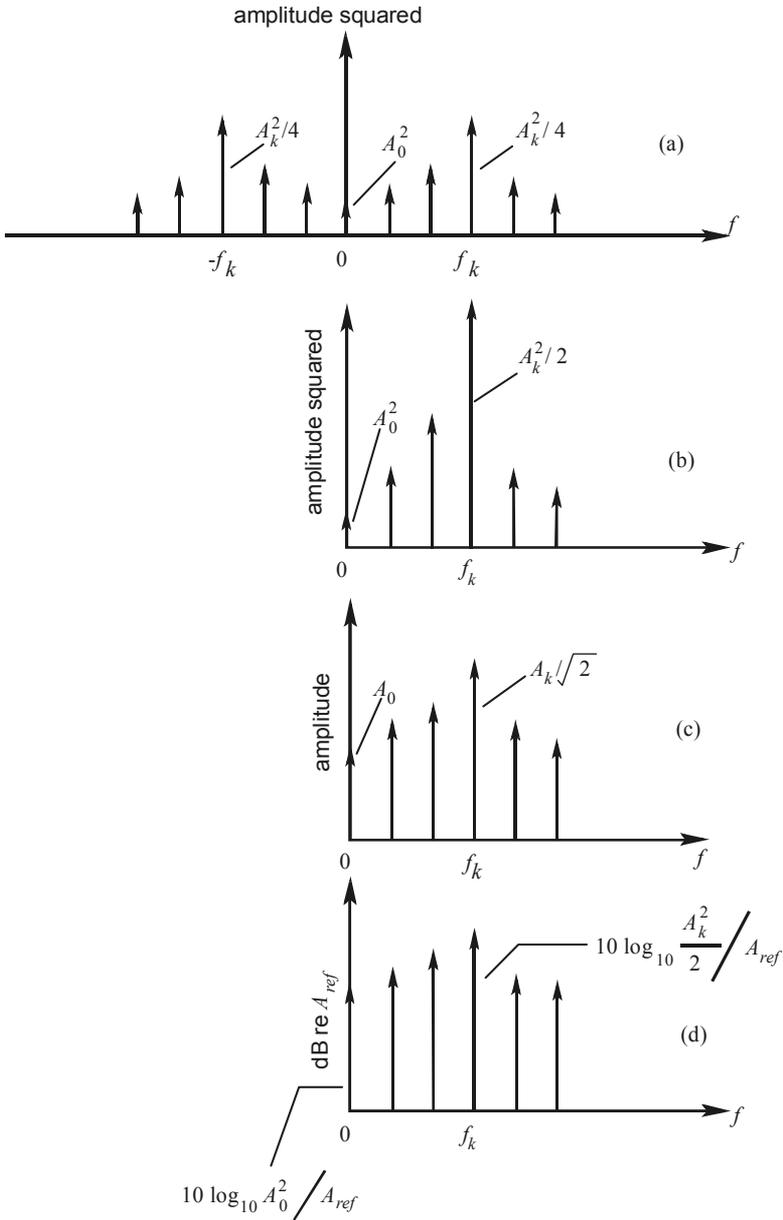 amplitude squared
A_k^2/4
A_0^2
A_k^2/4
(a)
f
-f_k
0
f_k
amplitude squared
A_k^2/2
A_0^2
(b)
f
0
f_k
amplitude
A_k/√2
A_0
(c)
0
f_k
f
dB re A_ref
10 log_10 A_k^2/2 / A_ref
(d)
f
0
f_k
10 log_10 A_0^2 / A_ref